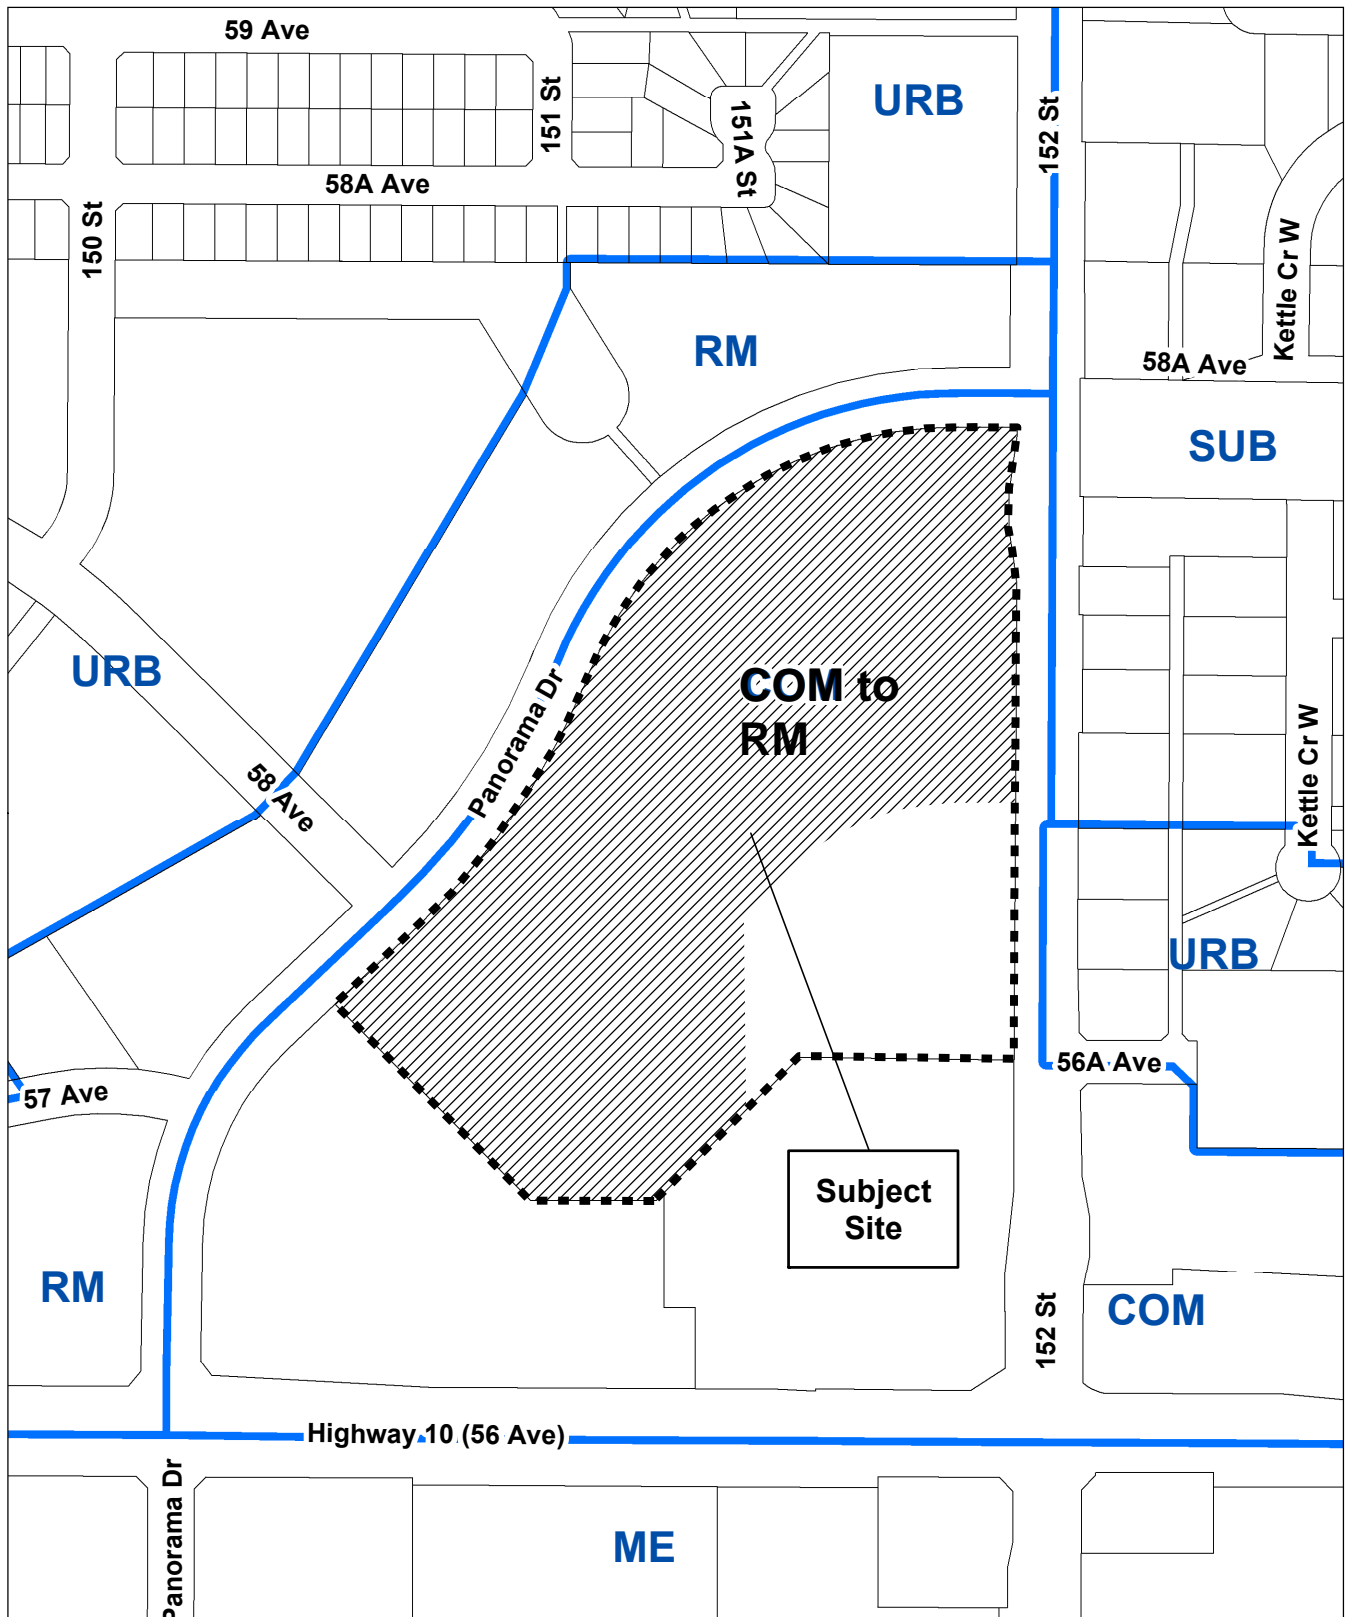 59 Ave
151 St
151A St
URB
152 St
58A Ave
150 St
Kettle Cr W
RM
58A Ave
SUB
URB
COM to
RM
Panorama Dr
58 Ave
Kettle Cr W
URB
57 Ave
56A Ave
Subject
Site
RM
152 St
COM
Highway 10 (56 Ave)
Panorama Dr
ME